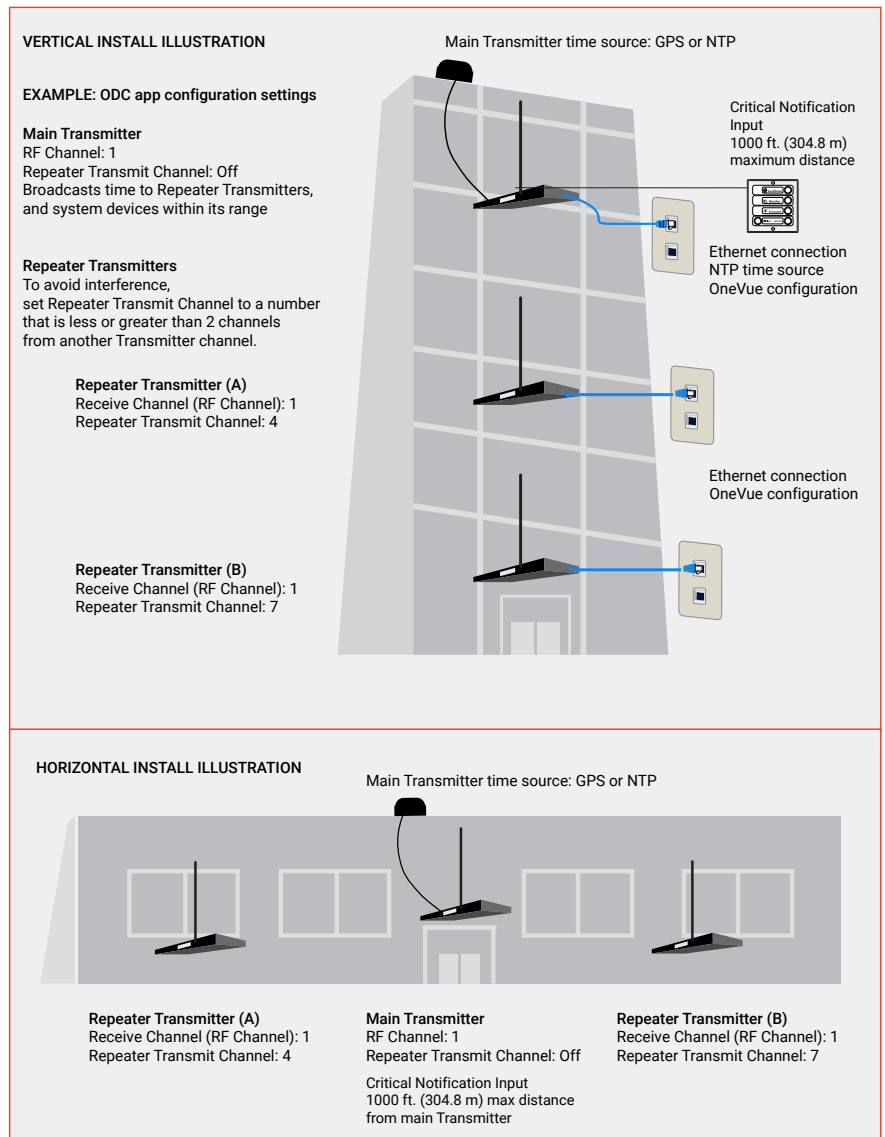 VERTICAL INSTALL ILLUSTRATION
Main Transmitter time source: GPS or NTP
EXAMPLE: ODC app configuration settings
Main Transmitter
RF Channel: 1
Repeater Transmit Channel: Off
Broadcasts time to Repeater Transmitters,
and system devices within its range
Critical Notification
Input
1000 ft. (304.8 m)
maximum distance
Ethernet connection
NTP time source
OneVue configuration
Repeater Transmitters
To avoid interference,
set Repeater Transmit Channel to a number
that is less or greater than 2 channels
from another Transmitter channel.
Repeater Transmitter (A)
Receive Channel (RF Channel): 1
Repeater Transmit Channel: 4
Ethernet connection
OneVue configuration
Repeater Transmitter (B)
Receive Channel (RF Channel): 1
Repeater Transmit Channel: 7
HORIZONTAL INSTALL ILLUSTRATION
Main Transmitter time source: GPS or NTP
Repeater Transmitter (A)
Receive Channel (RF Channel): 1
Repeater Transmit Channel: 4
Main Transmitter
RF Channel: 1
Repeater Transmit Channel: Off
Critical Notification Input
1000 ft. (304.8 m) max distance
from main Transmitter
Repeater Transmitter (B)
Receive Channel (RF Channel): 1
Repeater Transmit Channel: 7